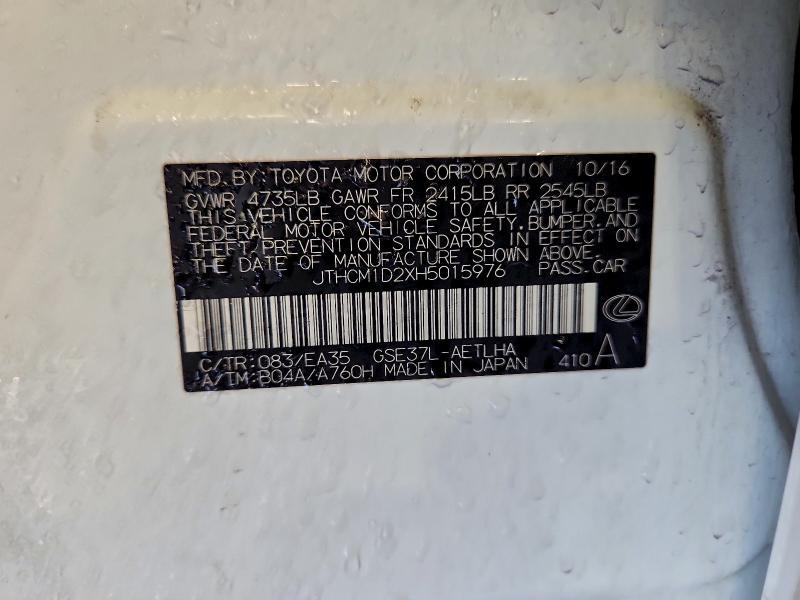 MFD.BY: TOYOTA MOTOR CORPORATION 10/16
GVWR 4735LB GAWR FR 2415LB RR 2545LB
THIS VEHICLE CONFORMS TO ALL APPLICABLE
FEDERAL MOTOR VEHICLE SAFETY,BUMPER,AND
THEFT PREVENTION STANDARDS IN EFFECT ON
THE DATE OF MANUFACTURE SHOWN ABOVE.
JTHCM1D2XH5015976 PASS.CAR
C/TR: 083/EA35 GSE37L-AETLHA
A/TM: B04A/A760H MADE IN JAPAN 410 A